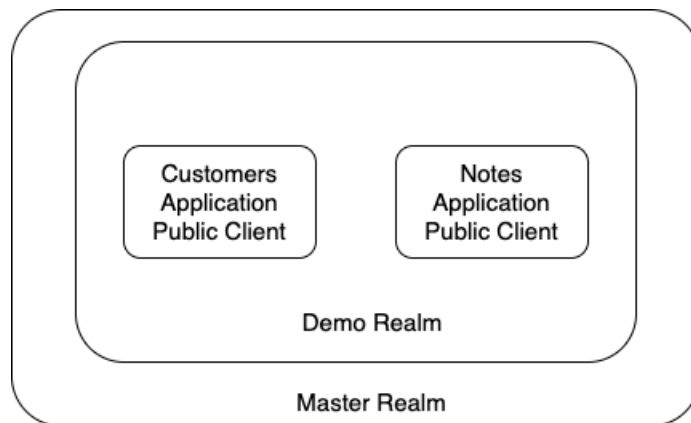 Customers
Application
Public Client
Notes
Application
Public Client
Demo Realm
Master Realm